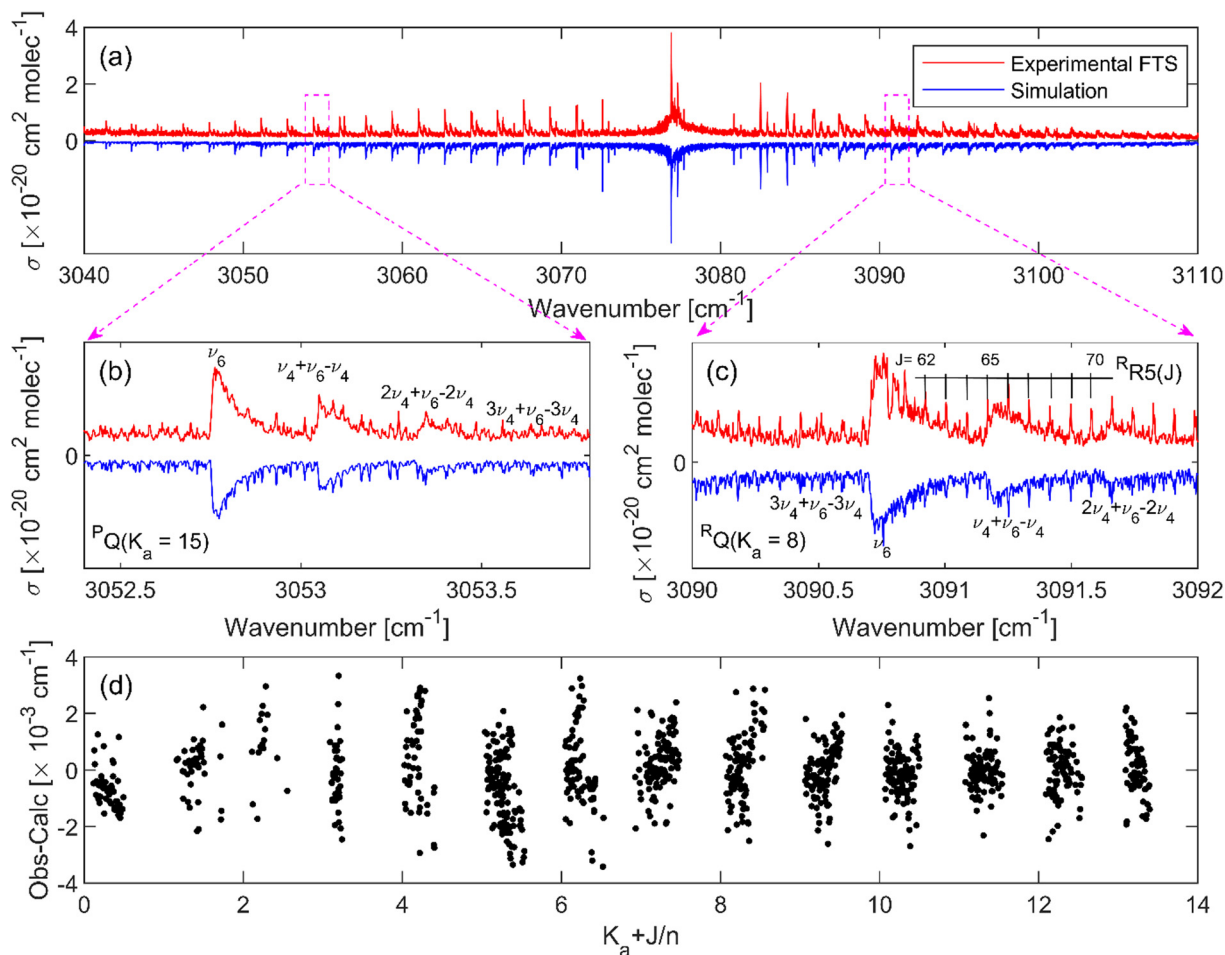 (a)
Experimental FTS
Simulation
σ [×10⁻²⁰ cm² molec⁻¹]
4
2
0
3040 3050 3060 3070 3080 3090 3100 3110
Wavenumber [cm⁻¹]
(b)
ν₆
ν₄+ν₆-ν₄
2ν₄+ν₆-2ν₄
3ν₄+ν₆-3ν₄
σ [×10⁻²⁰ cm² molec⁻¹]
0
ᴾQ(Kₐ = 15)
3052.5 3053 3053.5
Wavenumber [cm⁻¹]
(c)
J= 62 65 70
ᴿR5(J)
σ [×10⁻²⁰ cm² molec⁻¹]
0
3ν₄+ν₆-3ν₄
ν₆
ν₄+ν₆-ν₄
2ν₄+ν₆-2ν₄
ᴿQ(Kₐ = 8)
3090 3090.5 3091 3091.5 3092
Wavenumber [cm⁻¹]
(d)
Obs-Calc [× 10⁻³ cm⁻¹]
4
2
0
-2
-4
0 2 4 6 8 10 12 14
Kₐ+J/n